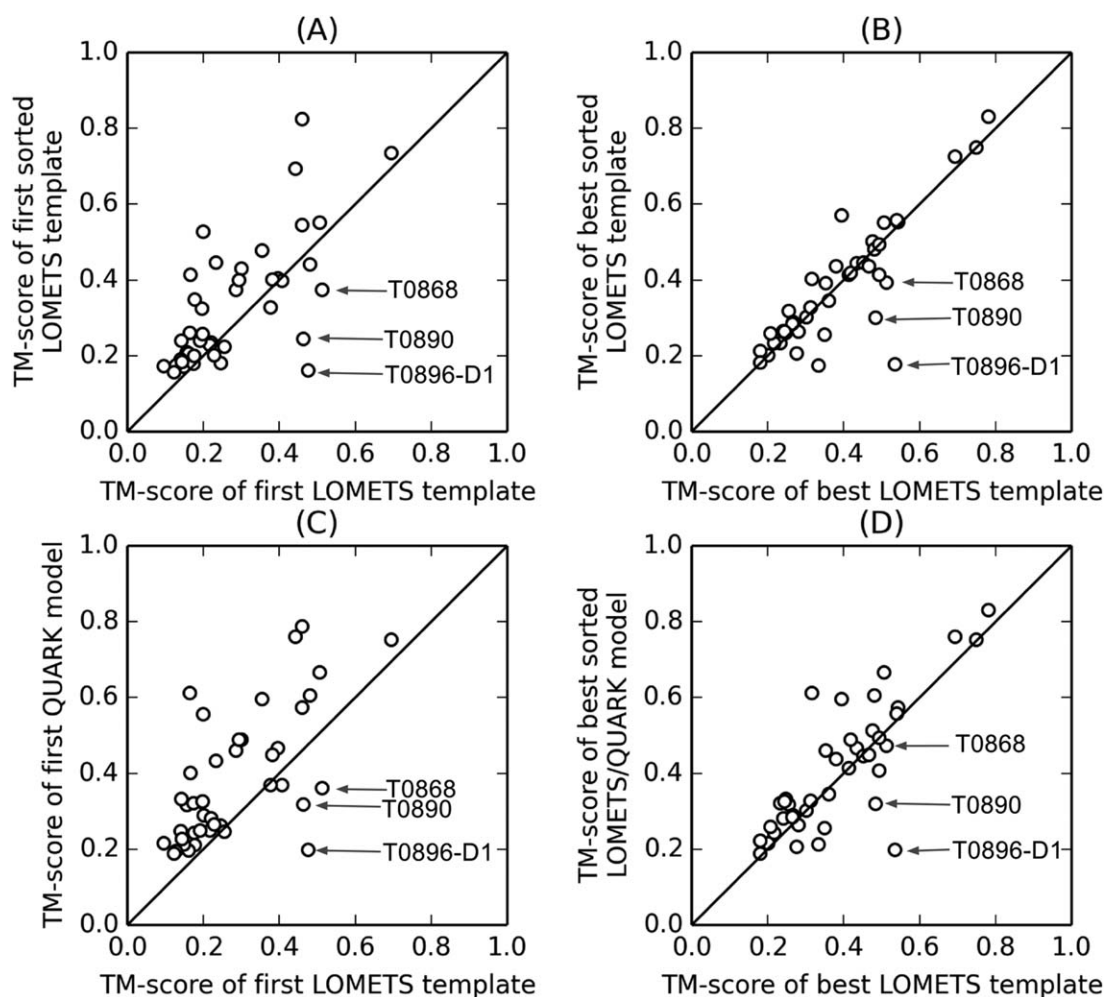 (A)
TM-score of first sorted
LOMETS template
1.0
0.8
0.6
0.4
0.2
0.0
T0868
T0890
T0896-D1
0.0 0.2 0.4 0.6 0.8 1.0
TM-score of first LOMETS template
(B)
TM-score of best sorted
LOMETS template
1.0
0.8
0.6
0.4
0.2
0.0
T0868
T0890
T0896-D1
0.0 0.2 0.4 0.6 0.8 1.0
TM-score of best LOMETS template
(C)
TM-score of first QUARK model
1.0
0.8
0.6
0.4
0.2
0.0
T0868
T0890
T0896-D1
0.0 0.2 0.4 0.6 0.8 1.0
TM-score of first LOMETS template
(D)
TM-score of best sorted
LOMETS/QUARK model
1.0
0.8
0.6
0.4
0.2
0.0
T0868
T0890
T0896-D1
0.0 0.2 0.4 0.6 0.8 1.0
TM-score of best LOMETS template